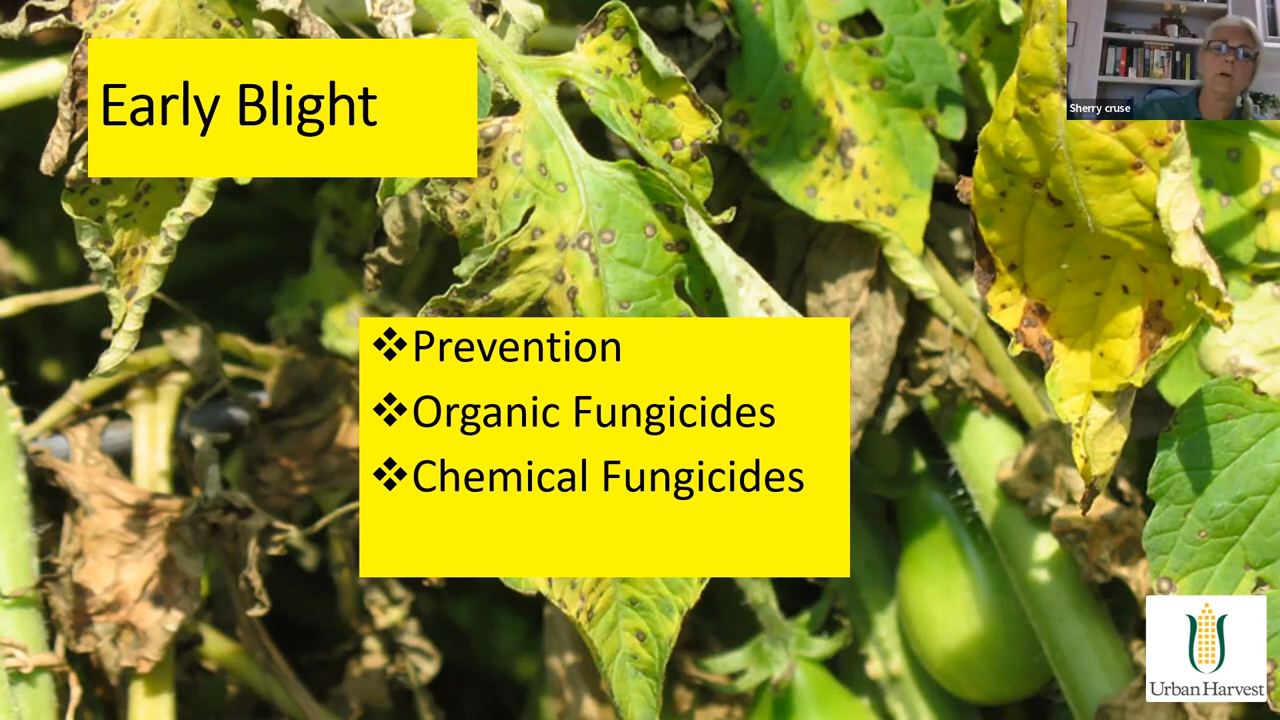 Early Blight
Sherry cruse
❖Prevention
❖Organic Fungicides
❖Chemical Fungicides
Urban Harvest